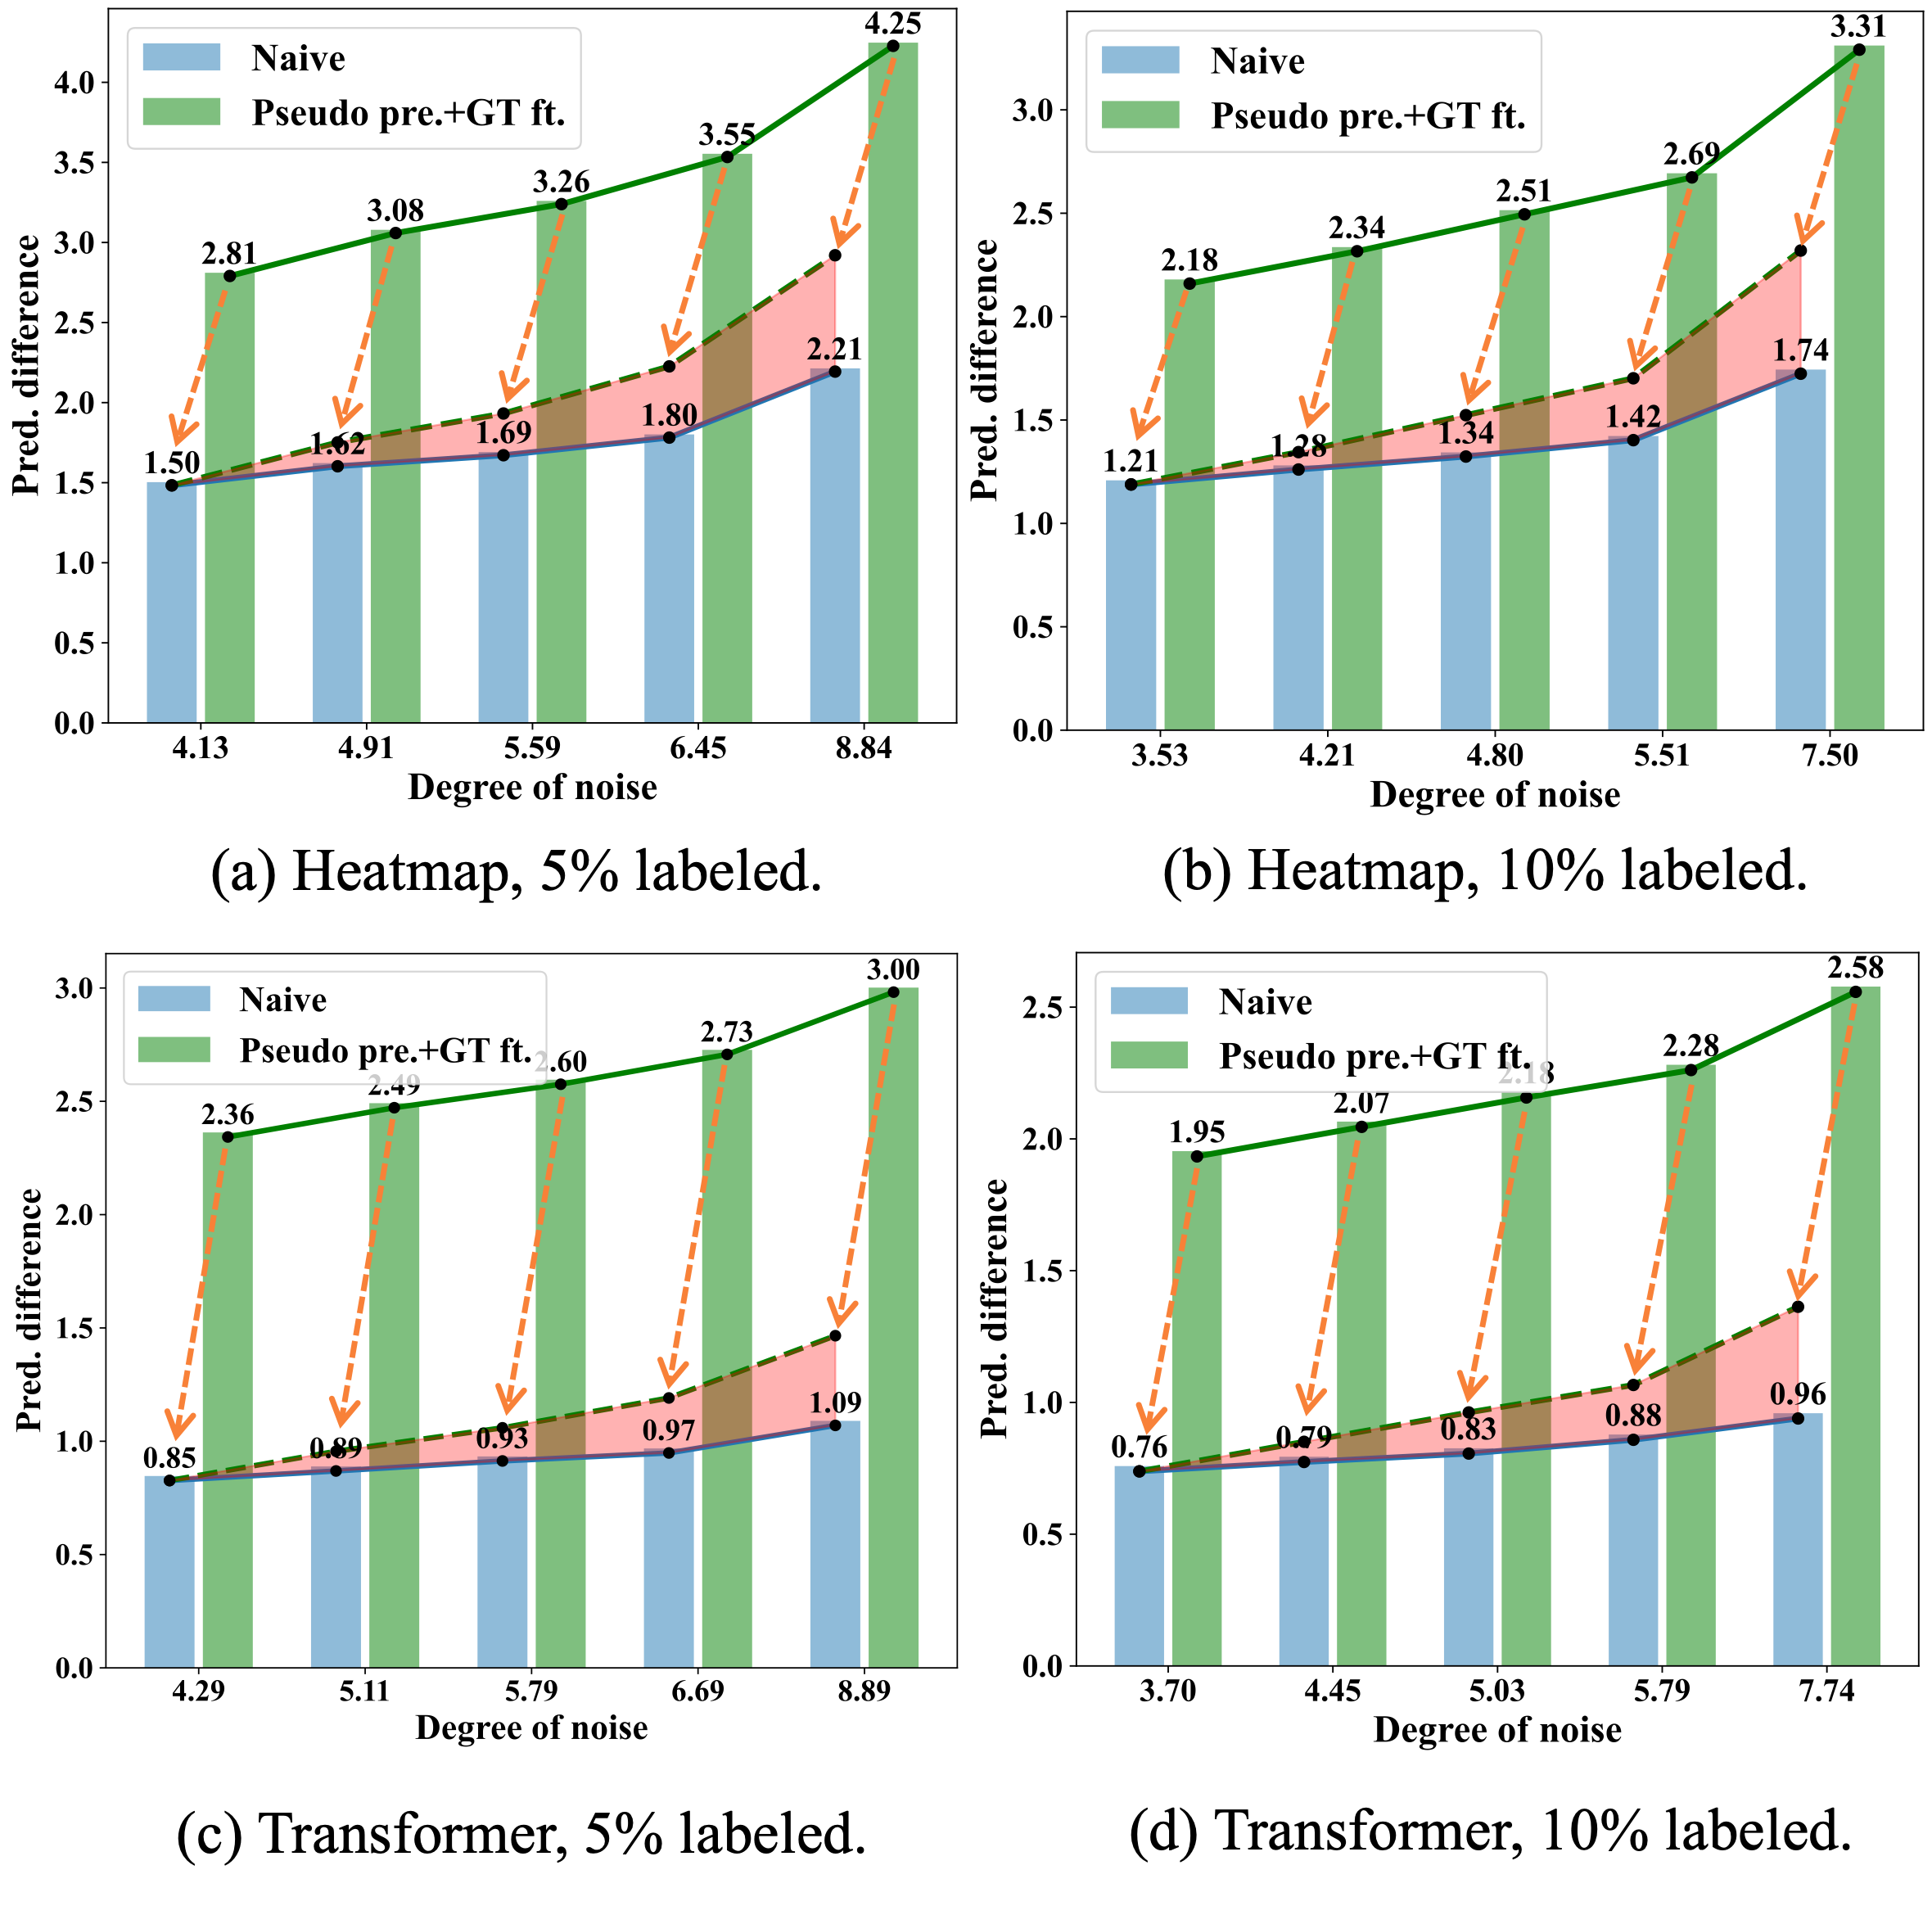 Naive
Pseudo pre.+GT ft.
4.25
3.55
3.26
3.08
2.81
2.21
1.80
1.69
1.62
1.50
Pred. difference
4.0
3.5
3.0
2.5
2.0
1.5
1.0
0.5
0.0
4.13 4.91 5.59 6.45 8.84
Degree of noise
(a) Heatmap, 5% labeled.
Naive
Pseudo pre.+GT ft.
3.31
2.69
2.51
2.34
2.18
1.74
1.42
1.34
1.28
1.21
Pred. difference
3.0
2.5
2.0
1.5
1.0
0.5
0.0
3.53 4.21 4.80 5.51 7.50
Degree of noise
(b) Heatmap, 10% labeled.
Naive
Pseudo pre.+GT ft.
3.00
2.73
2.60
2.49
2.36
1.09
0.97
0.93
0.89
0.85
Pred. difference
3.0
2.5
2.0
1.5
1.0
0.5
0.0
4.29 5.11 5.79 6.69 8.89
Degree of noise
(c) Transformer, 5% labeled.
Naive
Pseudo pre.+GT ft.
2.58
2.28
2.18
2.07
1.95
0.96
0.88
0.83
0.79
0.76
Pred. difference
2.5
2.0
1.5
1.0
0.5
0.0
3.70 4.45 5.03 5.79 7.74
Degree of noise
(d) Transformer, 10% labeled.